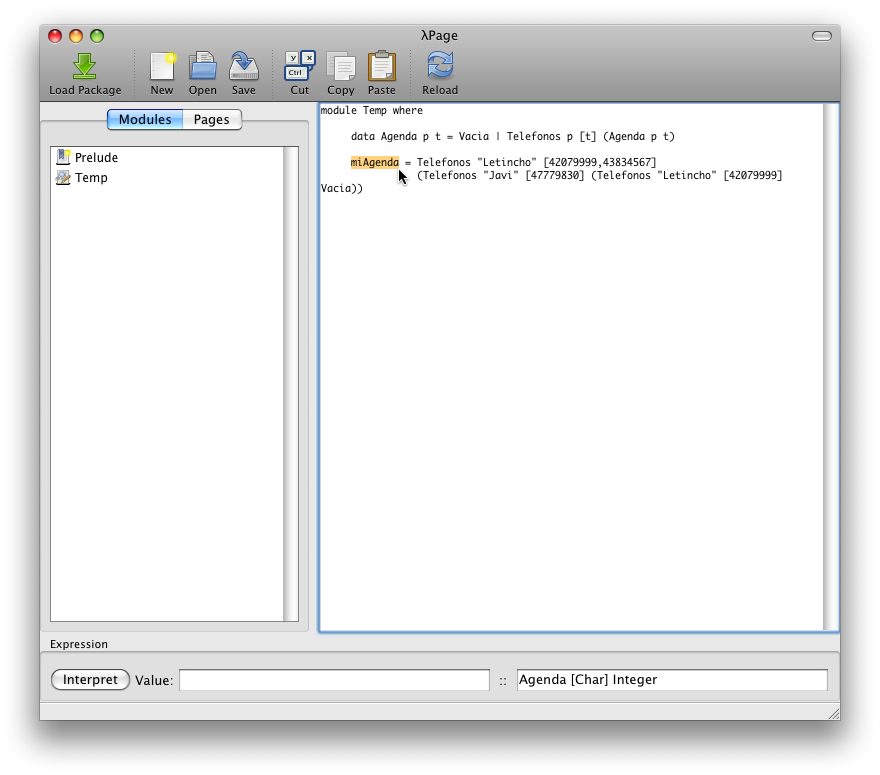 λPage
Load Package New Open Save Cut Copy Paste Reload
y x
Ctrl
Modules Pages
Prelude
Temp
module Temp where
data Agenda p t = Vacia | Telefonos p [t] (Agenda p t)
miAgenda = Telefonos "Letincho" [42079999,43834567]
(Telefonos "Javi" [47779830] (Telefonos "Letincho" [42079999]
Vacia))
Expression
Interpret Value: :: Agenda [Char] Integer